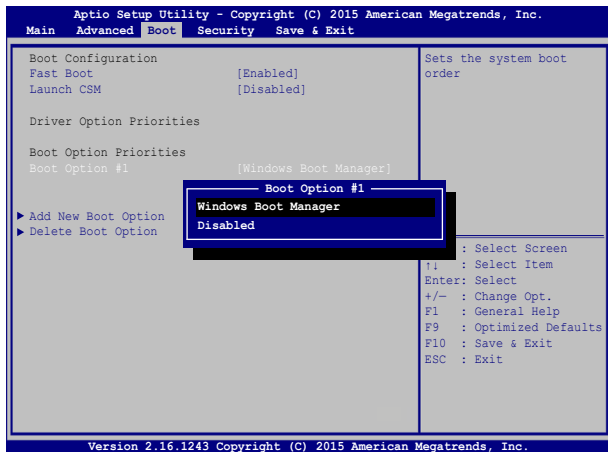 Aptio Setup Utility - Copyright (C) 2015 American Megatrends, Inc.
Main Advanced Boot Security Save & Exit
Boot Configuration
Fast Boot [Enabled]
Launch CSM [Disabled]
Driver Option Priorities
Boot Option Priorities
Boot Option #1 [Windows Boot Manager]
Add New Boot Option
Delete Boot Option
Boot Option #1
Windows Boot Manager
Disabled
Sets the system boot
order
: Select Screen
↑↓ : Select Item
Enter: Select
+/— : Change Opt.
F1 : General Help
F9 : Optimized Defaults
F10 : Save & Exit
ESC : Exit
Version 2.16.1243 Copyright (C) 2015 American Megatrends, Inc.